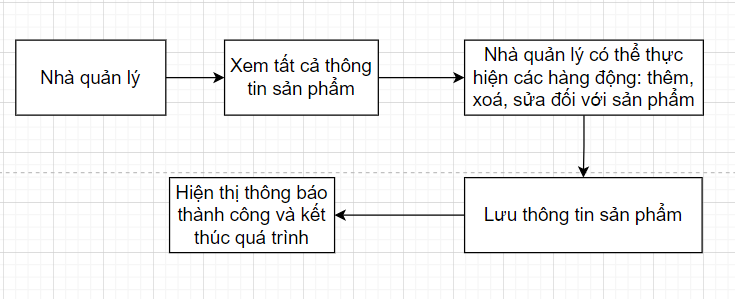 Nhà quản lý
Xem tất cả thông
tin sản phẩm
Nhà quản lý có thể thực
hiện các hành động: thêm,
xoá, sửa đối với sản phẩm
Lưu thông tin sản phẩm
Hiện thị thông báo
thành công và kết
thúc quá trình